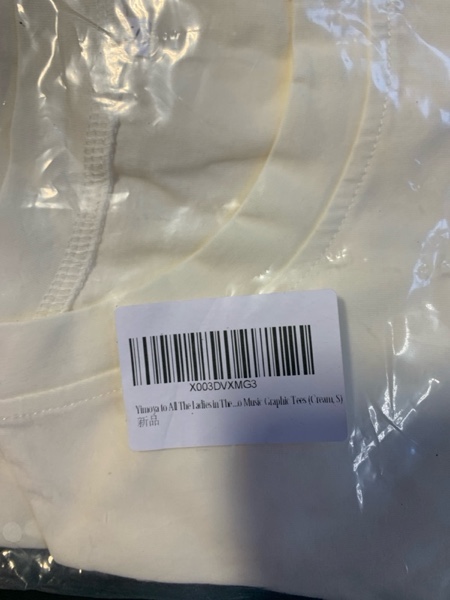 X003DVXMG3
Yimoya to All The Ladies in The...o Music Graphic Tees (Cream, S)
新品